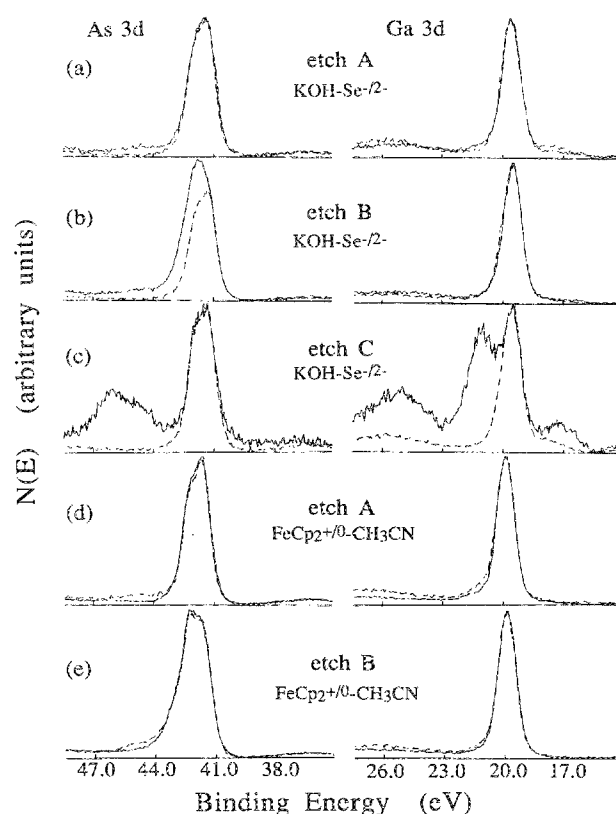 As 3d Ga 3d
(a) etch A
KOH-Se-/2-
(b) etch B
KOH-Se-/2-
(c) etch C
KOH-Se-/2-
(d) etch A
FeCp2+/0-CH3CN
(e) etch B
FeCp2+/0-CH3CN
N(E) (arbitrary units)
47.0 44.0 41.0 38.0 26.0 23.0 20.0 17.0
Binding Energy (eV)